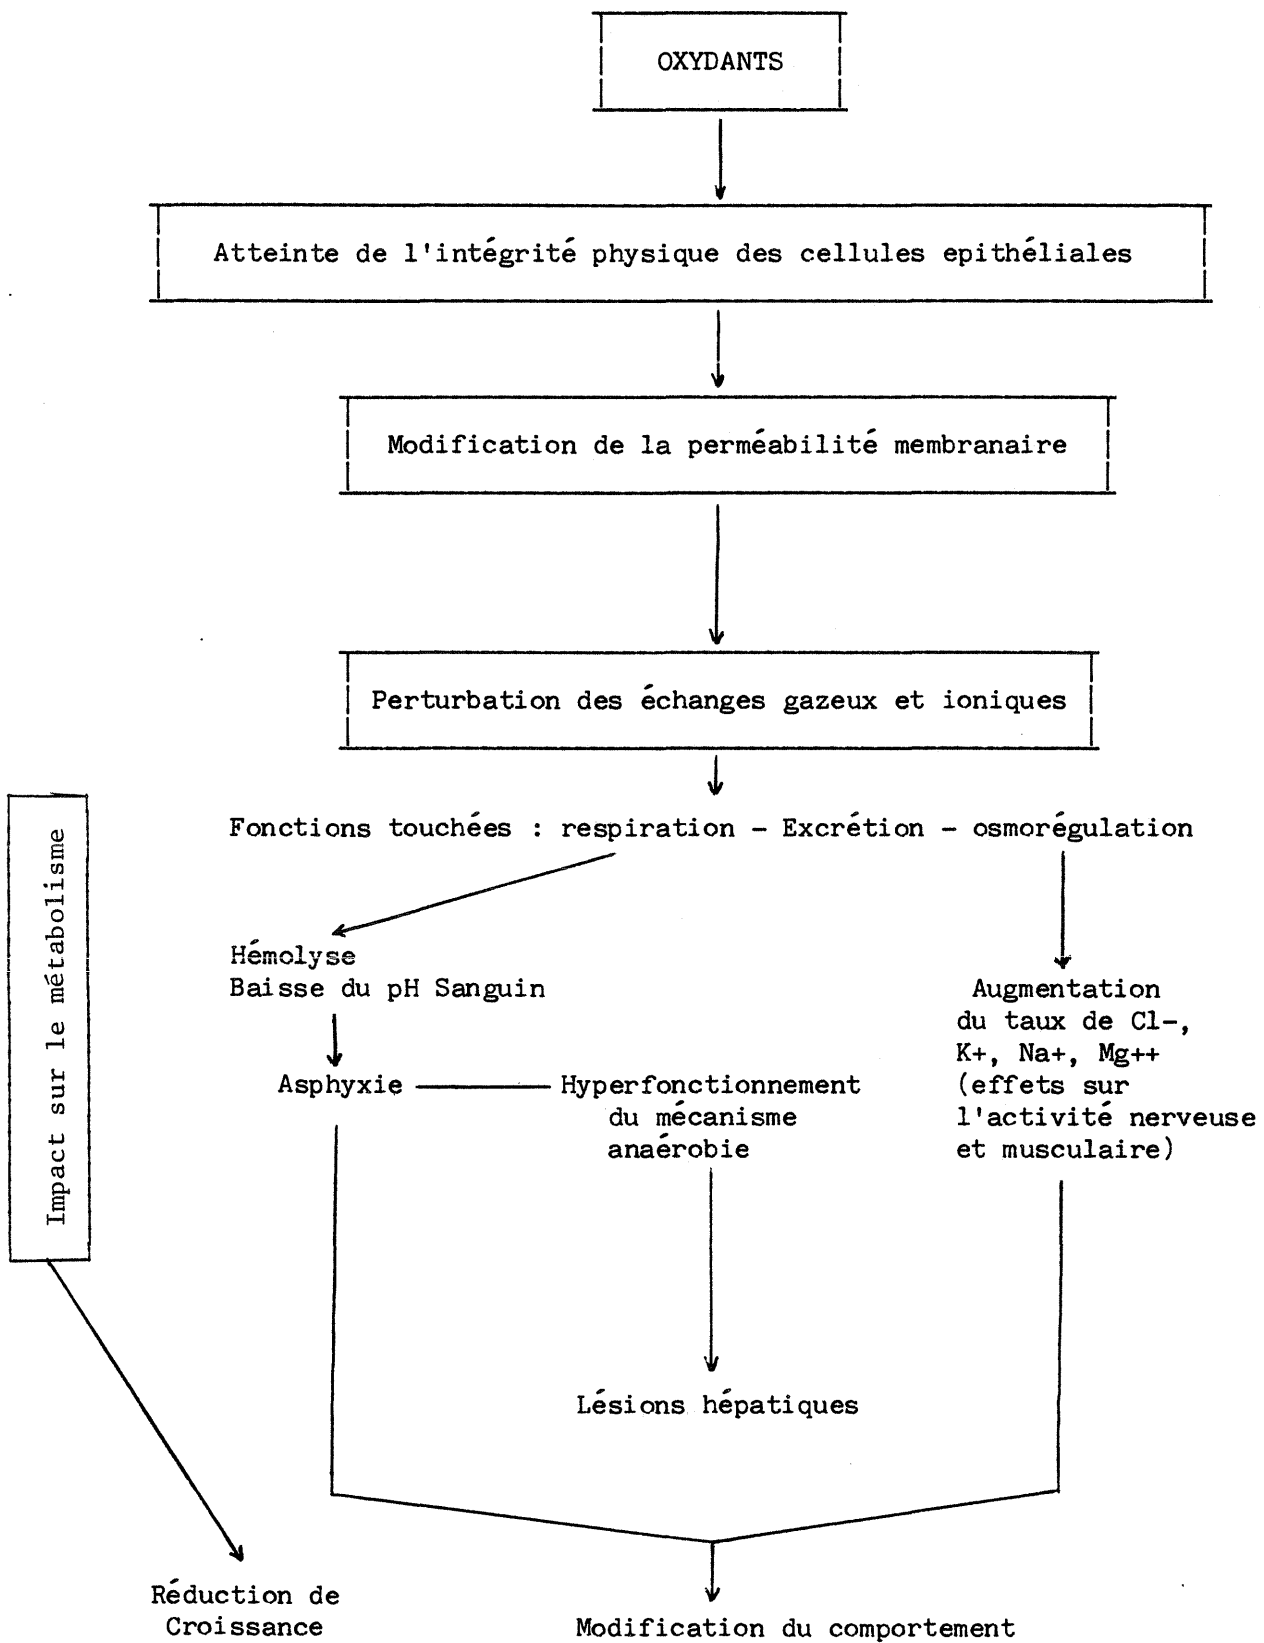 OXYDANTS
Atteinte de l'intégrité physique des cellules epithéliales
Modification de la perméabilité membranaire
Perturbation des échanges gazeux et ioniques
Fonctions touchées : respiration - Excrétion - osmorégulation
Impact sur le métabolisme
Hémolyse
Baisse du pH Sanguin
Augmentation
du taux de Cl-,
K+, Na+, Mg++
(effets sur
l'activité nerveuse
et musculaire)
Asphyxie
Hyperfonctionnement
du mécanisme
anaérobie
Lésions hépatiques
Réduction de
Croissance
Modification du comportement